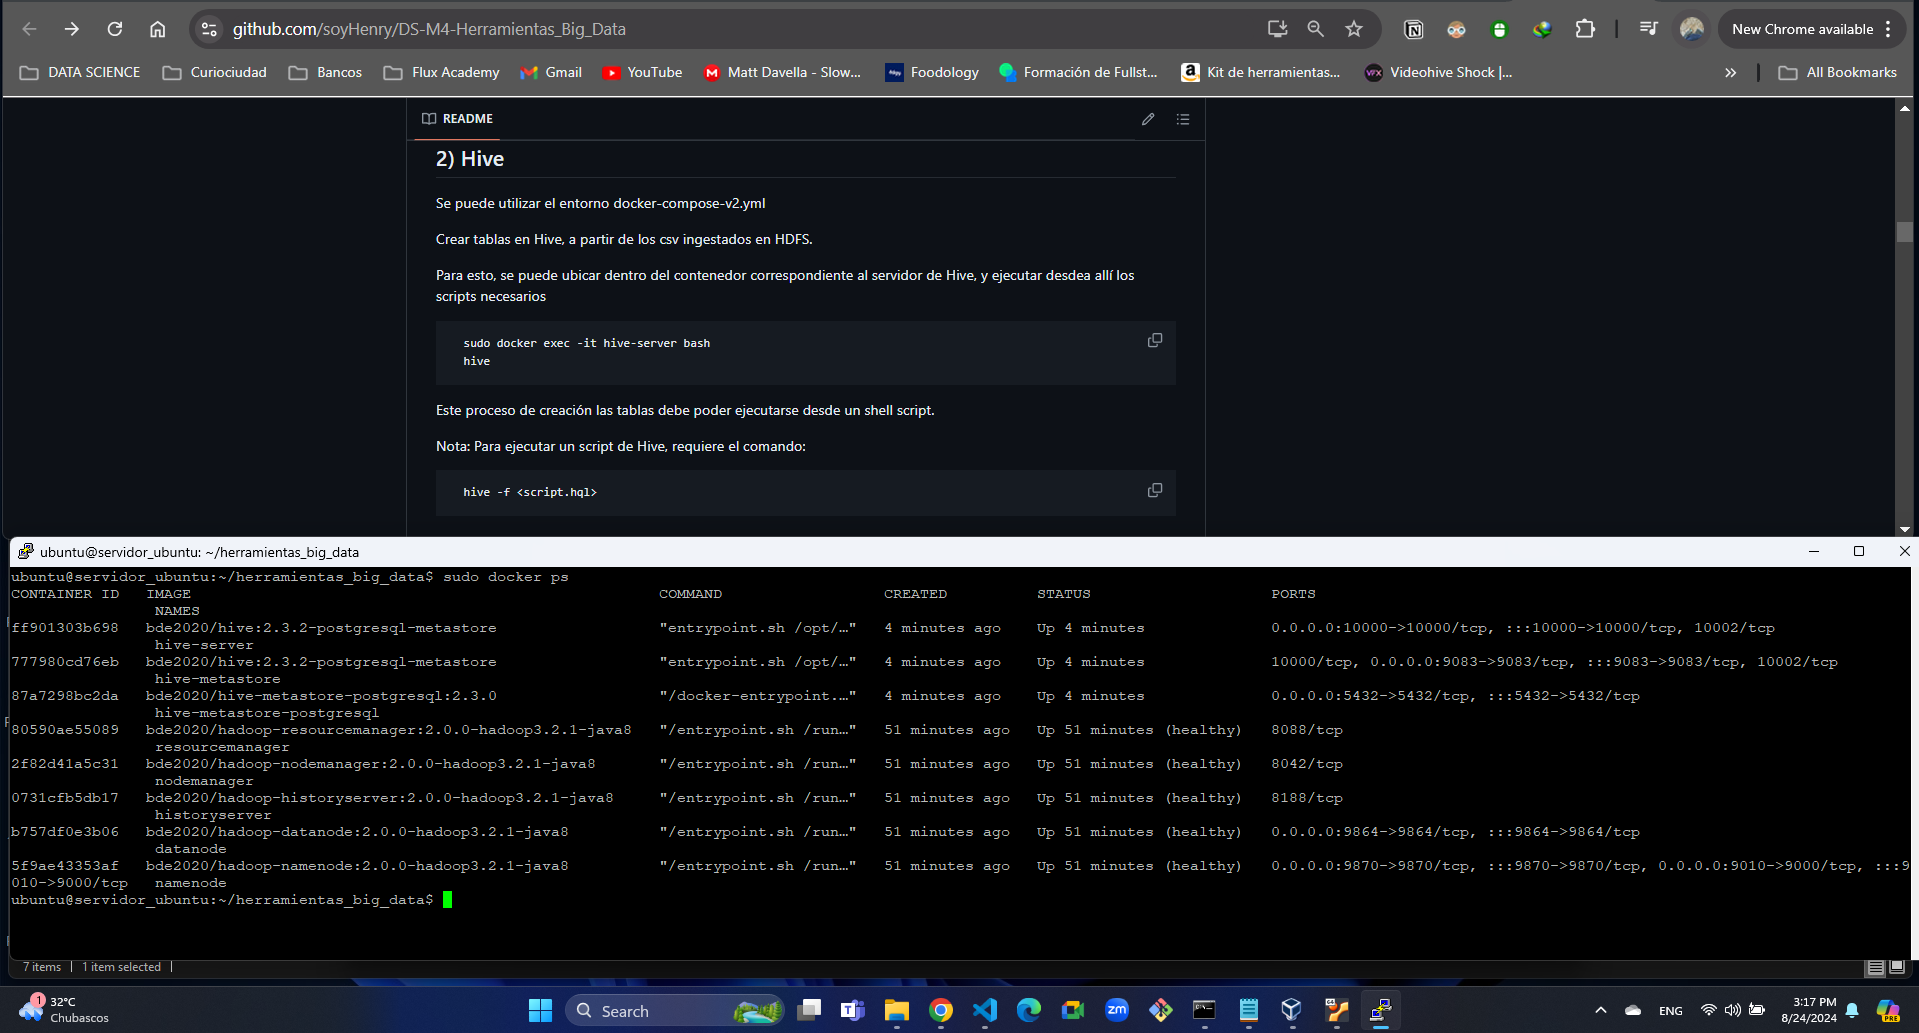 github.com/soyHenry/DS-M4-Herramientas_Big_Data
New Chrome available
DATA SCIENCE
Curiociudad
Bancos
Flux Academy
Gmail
YouTube
Matt Davella - Slow...
Foodology
Formación de Fullst...
Kit de herramientas...
VFX
Videohive Shock |...
All Bookmarks
README
2) Hive
Se puede utilizar el entorno docker-compose-v2.yml
Crear tablas en Hive, a partir de los csv ingestados en HDFS.
Para esto, se puede ubicar dentro del contenedor correspondiente al servidor de Hive, y ejecutar desdea allí los
scripts necesarios
sudo docker exec -it hive-server bash
hive
Este proceso de creación las tablas debe poder ejecutarse desde un shell script.
Nota: Para ejecutar un script de Hive, requiere el comando:
hive -f <script.hql>
ubuntu@servidor_ubuntu: ~/herramientas_big_data
ubuntu@servidor_ubuntu:~/herramientas_big_data$ sudo docker ps
CONTAINER ID IMAGE COMMAND CREATED STATUS PORTS
NAMES
ff901303b698 bde2020/hive:2.3.2-postgresql-metastore "entrypoint.sh /opt/…" 4 minutes ago Up 4 minutes 0.0.0.0:10000->10000/tcp, :::10000->10000/tcp, 10002/tcp
hive-server
777980cd76eb bde2020/hive:2.3.2-postgresql-metastore "entrypoint.sh /opt/…" 4 minutes ago Up 4 minutes 10000/tcp, 0.0.0.0:9083->9083/tcp, :::9083->9083/tcp, 10002/tcp
hive-metastore
87a7298bc2da bde2020/hive-metastore-postgresql:2.3.0 "/docker-entrypoint.…" 4 minutes ago Up 4 minutes 0.0.0.0:5432->5432/tcp, :::5432->5432/tcp
hive-metastore-postgresql
80590ae55089 bde2020/hadoop-resourcemanager:2.0.0-hadoop3.2.1-java8 "/entrypoint.sh /run…" 51 minutes ago Up 51 minutes (healthy) 8088/tcp
resourcemanager
2f82d41a5c31 bde2020/hadoop-nodemanager:2.0.0-hadoop3.2.1-java8 "/entrypoint.sh /run…" 51 minutes ago Up 51 minutes (healthy) 8042/tcp
nodemanager
0731cfb5db17 bde2020/hadoop-historyserver:2.0.0-hadoop3.2.1-java8 "/entrypoint.sh /run…" 51 minutes ago Up 51 minutes (healthy) 8188/tcp
historyserver
b757df0e3b06 bde2020/hadoop-datanode:2.0.0-hadoop3.2.1-java8 "/entrypoint.sh /run…" 51 minutes ago Up 51 minutes (healthy) 0.0.0.0:9864->9864/tcp, :::9864->9864/tcp
datanode
5f9ae43353af bde2020/hadoop-namenode:2.0.0-hadoop3.2.1-java8 "/entrypoint.sh /run…" 51 minutes ago Up 51 minutes (healthy) 0.0.0.0:9870->9870/tcp, :::9870->9870/tcp, 0.0.0.0:9010->9000/tcp, :::9
010->9000/tcp namenode
ubuntu@servidor_ubuntu:~/herramientas_big_data$
7 items
1 item selected
1
32°C
Chubascos
Search
zm
ENG
3:17 PM
8/24/2024
PRE